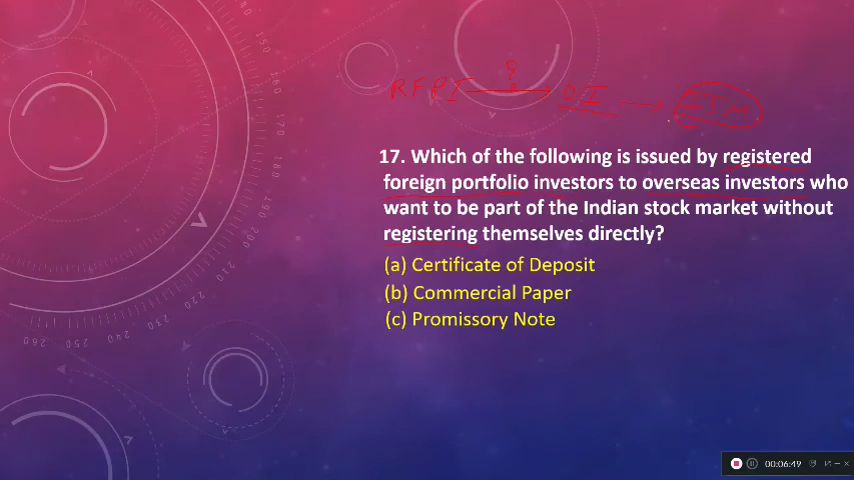 RFPI ? OI ISM
17. Which of the following is issued by registered
foreign portfolio investors to overseas investors who
want to be part of the Indian stock market without
registering themselves directly?
(a) Certificate of Deposit
(b) Commercial Paper
(c) Promissory Note
00:06:49